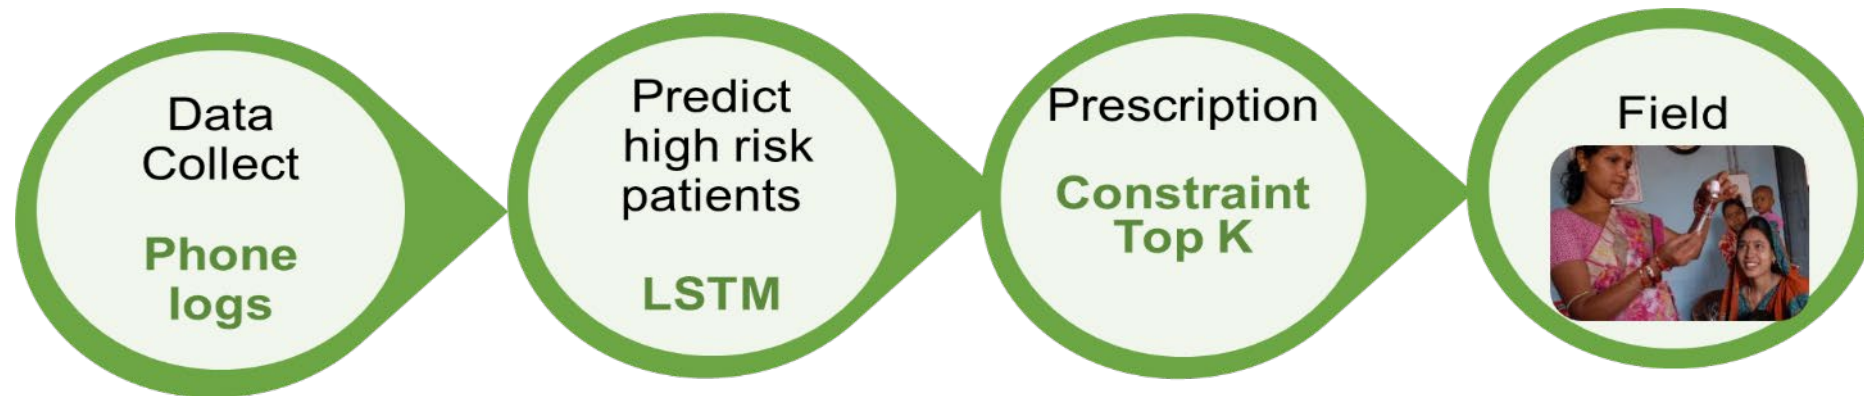 Data
Collect
Phone
logs
Predict
high risk
patients
LSTM
Prescription
Constraint
Top K
Field